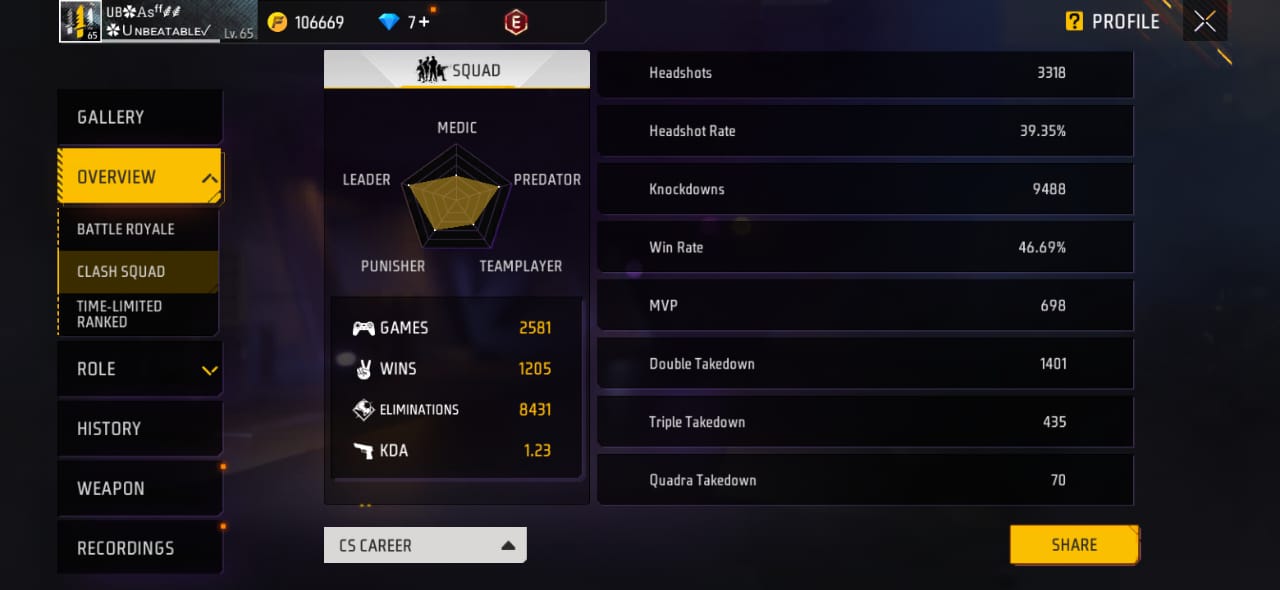 UB✽Asᶠᶠ⸙⸙
✽Uɴʙᴇᴀᴛᴀʙʟᴇ✓
Lv. 65
65
106669
7+
E
? PROFILE
GALLERY
OVERVIEW
BATTLE ROYALE
CLASH SQUAD
TIME-LIMITED
RANKED
ROLE
HISTORY
WEAPON
RECORDINGS
SQUAD
MEDIC
LEADER
PREDATOR
PUNISHER
TEAMPLAYER
GAMES 2581
WINS 1205
ELIMINATIONS 8431
KDA 1.23
CS CAREER
Headshots 3318
Headshot Rate 39.35%
Knockdowns 9488
Win Rate 46.69%
MVP 698
Double Takedown 1401
Triple Takedown 435
Quadra Takedown 70
SHARE